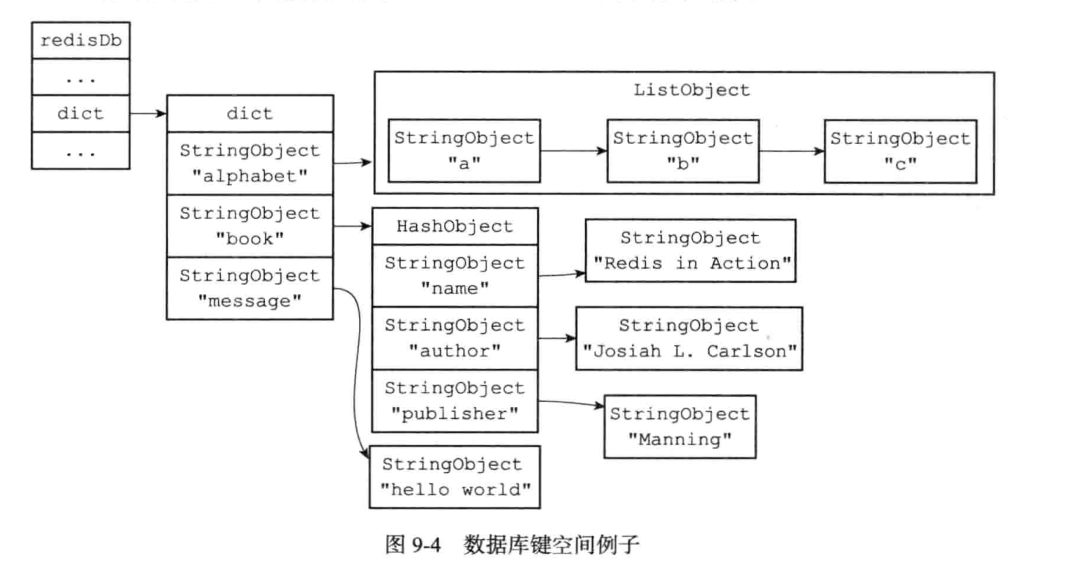 redisDb
...
dict
...
dict
StringObject
"alphabet"
StringObject
"book"
StringObject
"message"
ListObject
StringObject
"a"
StringObject
"b"
StringObject
"c"
HashObject
StringObject
"name"
StringObject
"author"
StringObject
"publisher"
StringObject
"Redis in Action"
StringObject
"Josiah L. Carlson"
StringObject
"Manning"
StringObject
"hello world"
图 9-4 数据库键空间例子